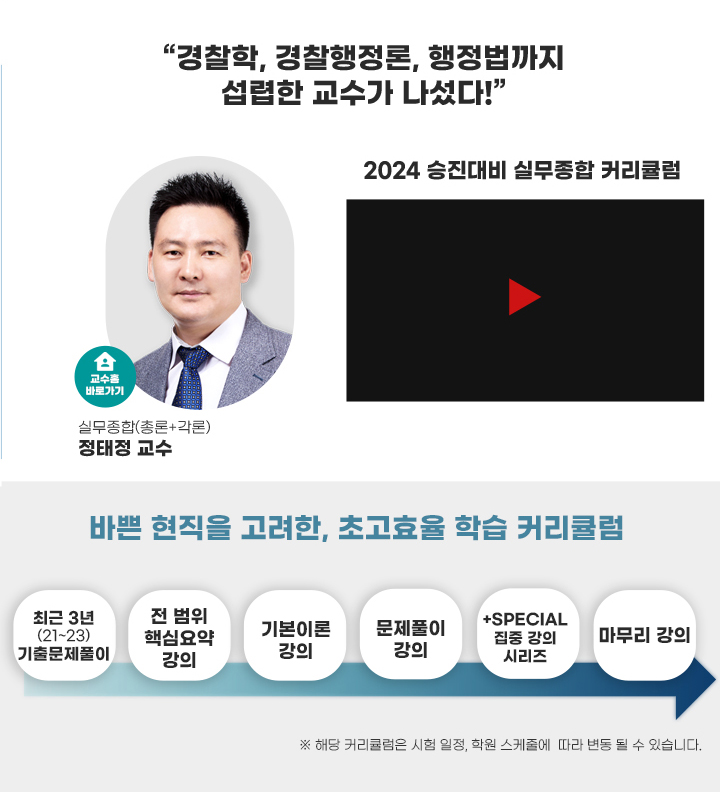 “경찰학, 경찰행정론, 행정법까지
섭렵한 교수가 나섰다!”
2024 승진대비 실무종합 커리큘럼
교수홈
바로가기
실무종합(총론+각론)
정태정 교수
바쁜 현직을 고려한, 초고효율 학습 커리큘럼
최근 3년
(21~23)
기출문제풀이
전 범위
핵심요약
강의
기본이론
강의
문제풀이
강의
+SPECIAL
집중 강의
시리즈
마무리 강의
※ 해당 커리큘럼은 시험 일정, 학원 스케줄에 따라 변동 될 수 있습니다.